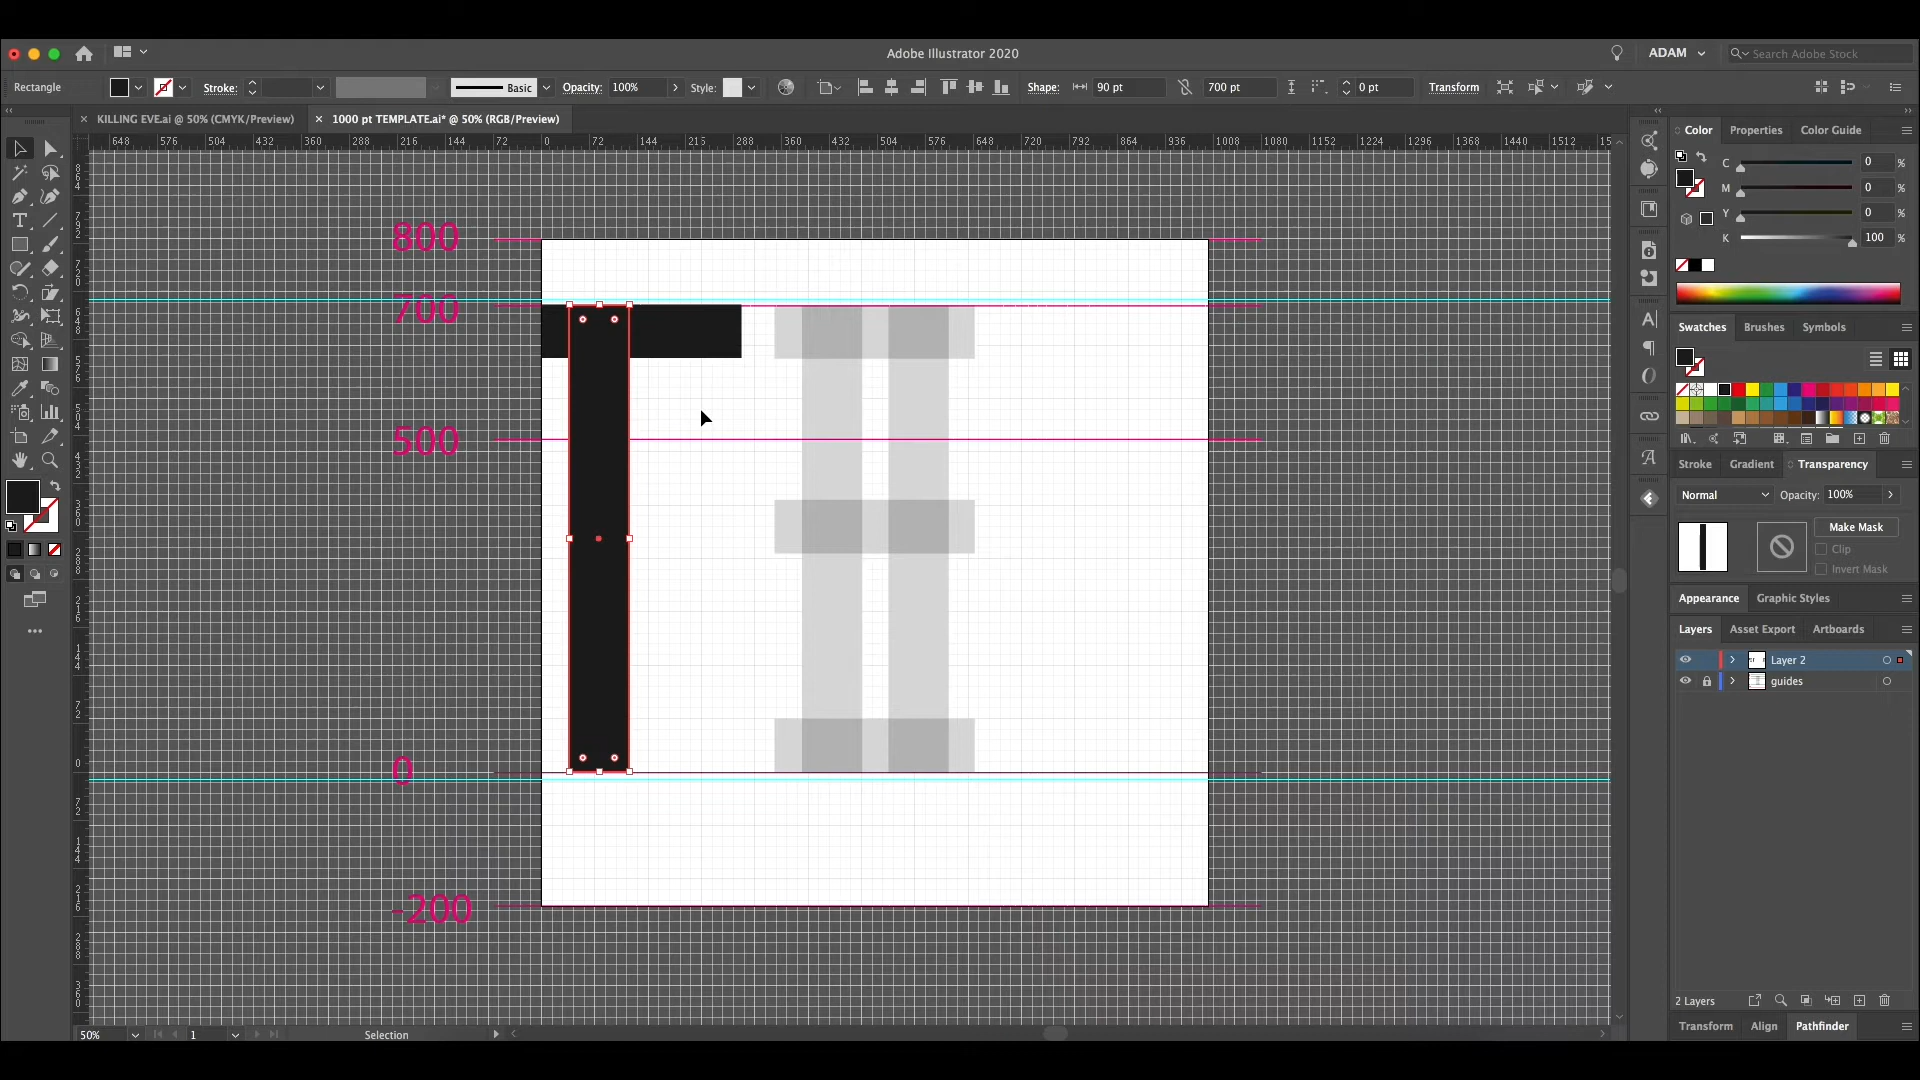 Adobe Illustrator 2020
ADAM
Search Adobe Stock
Rectangle
Stroke:
Basic
Opacity:
100%
Style:
Shape:
90 pt
700 pt
0 pt
Transform
KILLING EVE.ai @ 50% (CMYK/Preview)
1000 pt TEMPLATE.ai* @ 50% (RGB/Preview)
648 576 504 432 360 288 216 144 72 0 72 144 215 288 360 432 504 576 648 720 792 864 936 1008 1080 1152 1224 1296 1368 1440 1512
800
700
500
0
-200
Color
Properties
Color Guide
C 0 %
M 0 %
Y 0 %
K 100 %
Swatches
Brushes
Symbols
Stroke
Gradient
Transparency
Normal
Opacity:
100%
Make Mask
Clip
Invert Mask
Appearance
Graphic Styles
Layers
Asset Export
Artboards
Layer 2
guides
2 Layers
Transform
Align
Pathfinder
50%
1
Selection